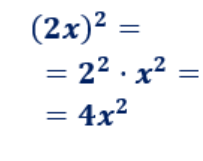 (2x)² =
= 2² · x² =
= 4x²